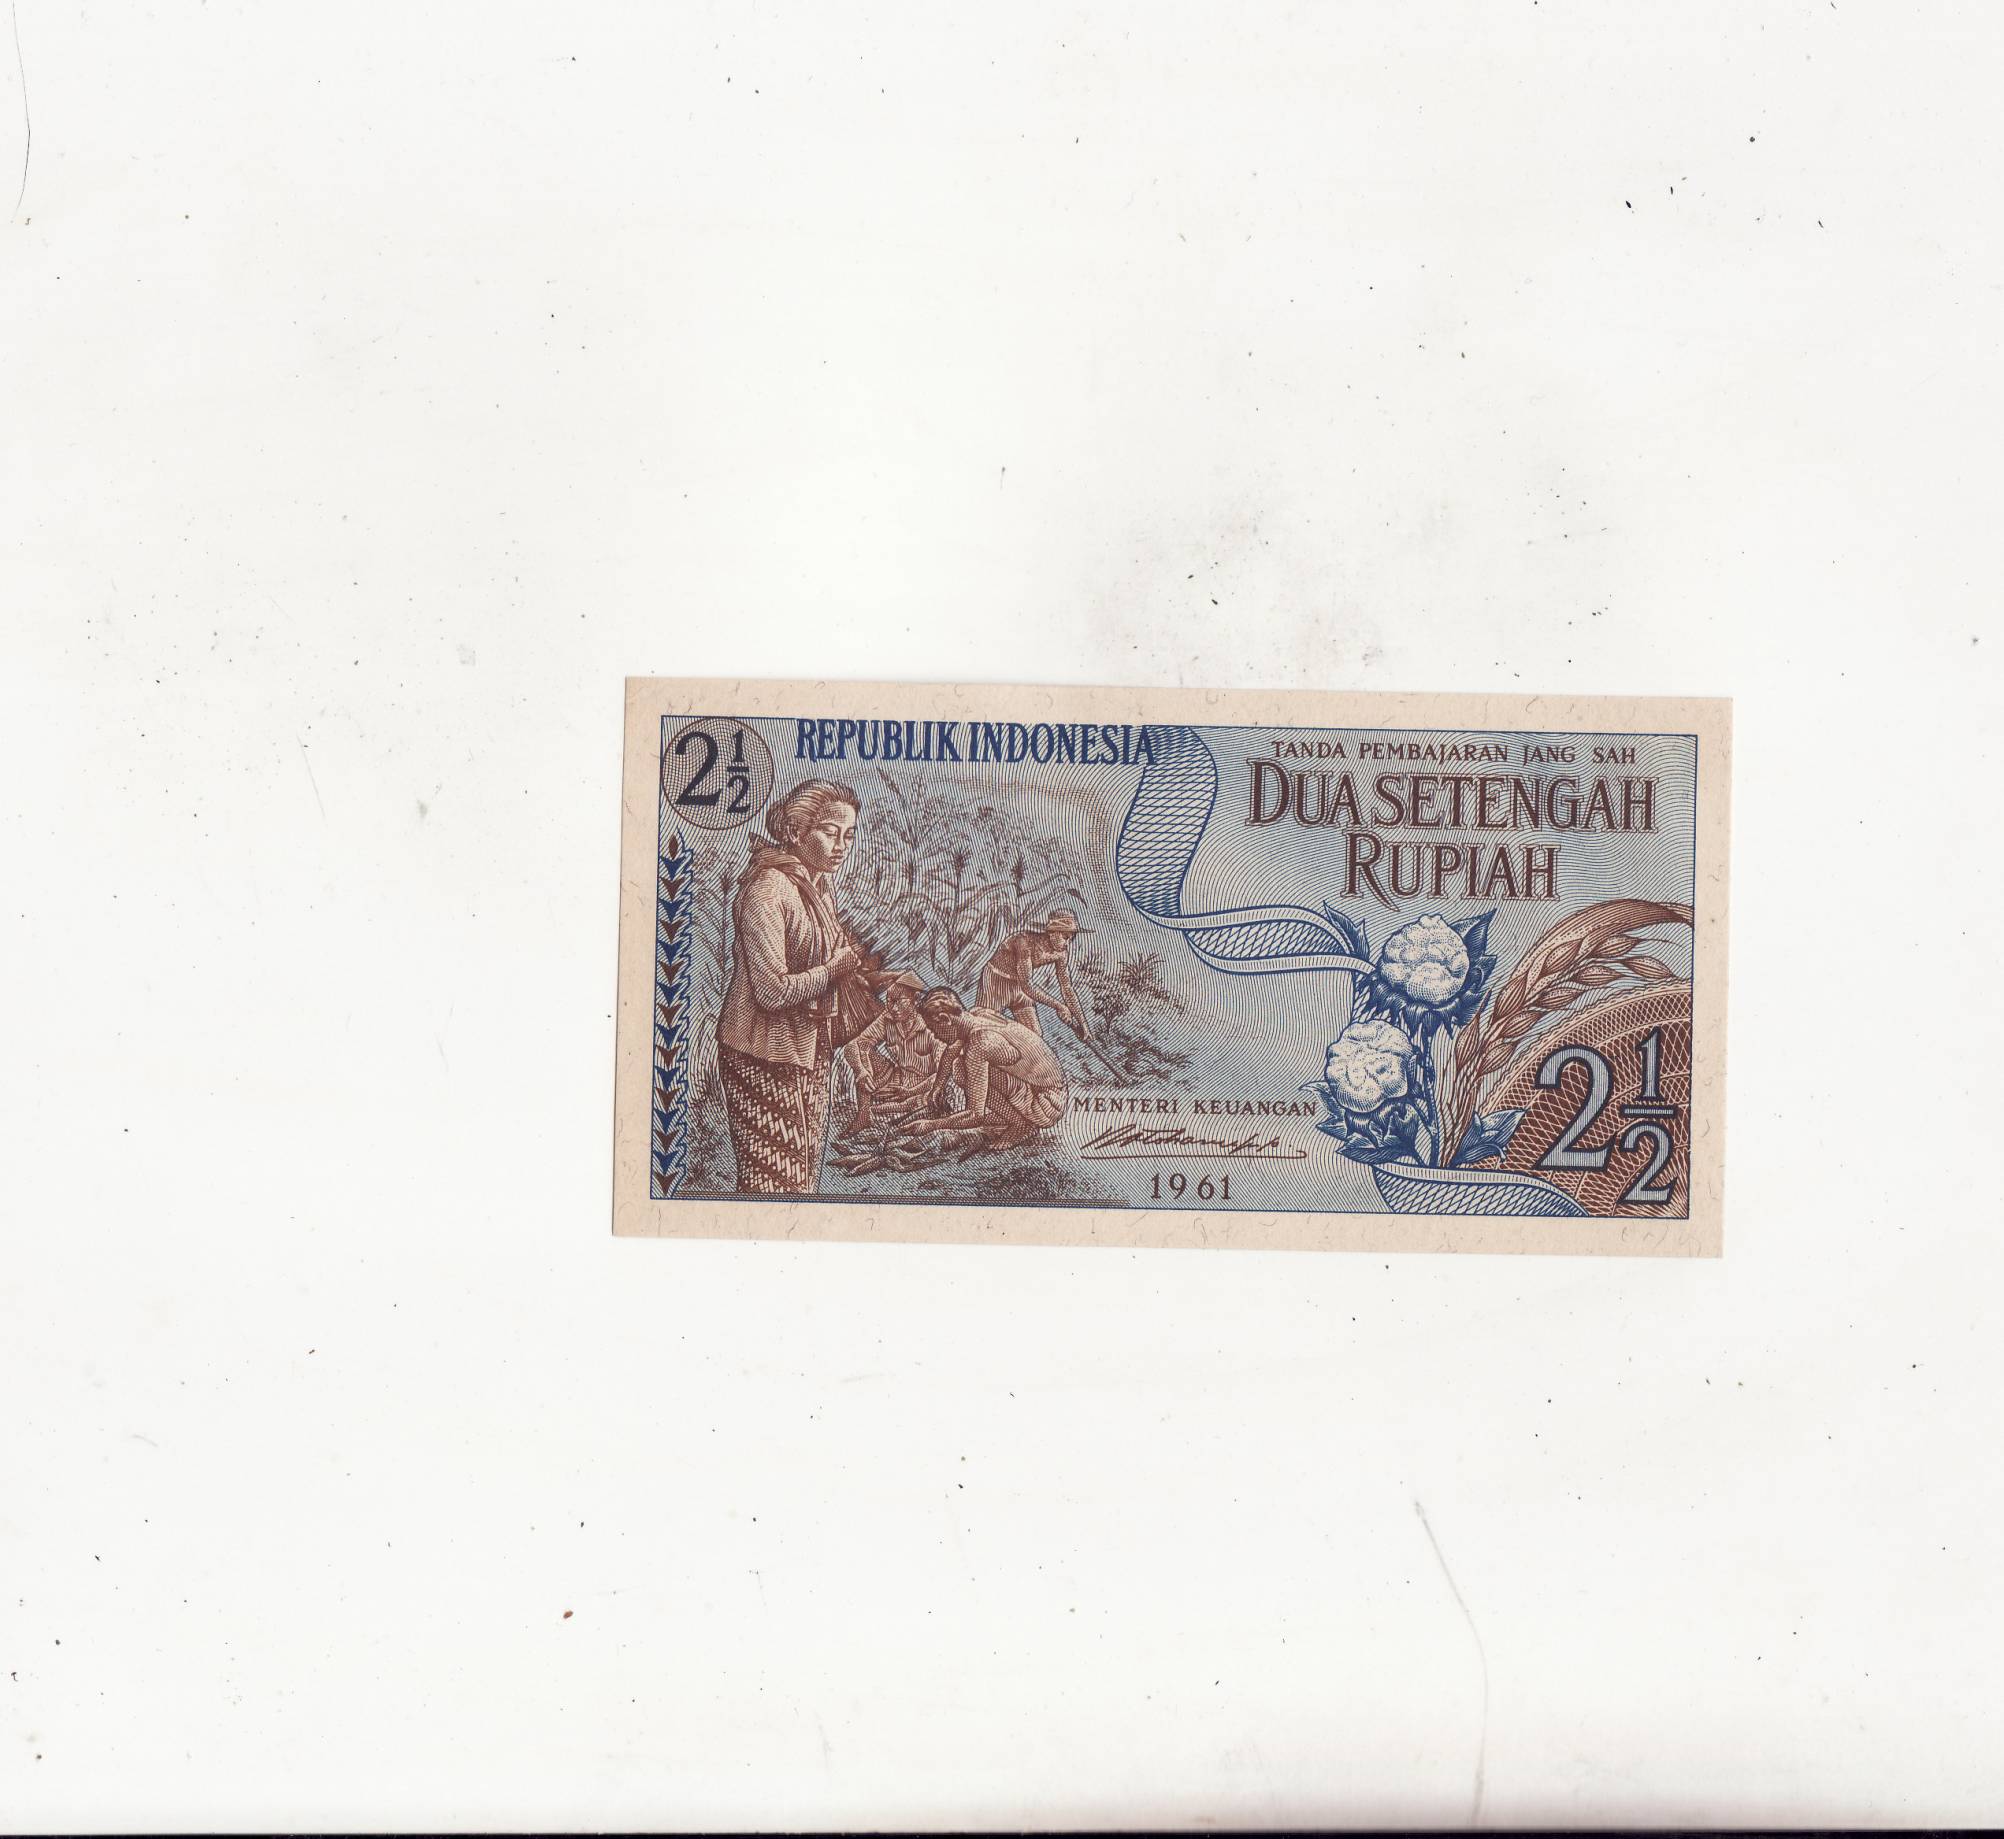 2½
REPUBLIK INDONESIA
TANDA PEMBAJARAN JANG SAH
DUA SETENGAH
RUPIAH
MENTERI KEUANGAN
1961
2½